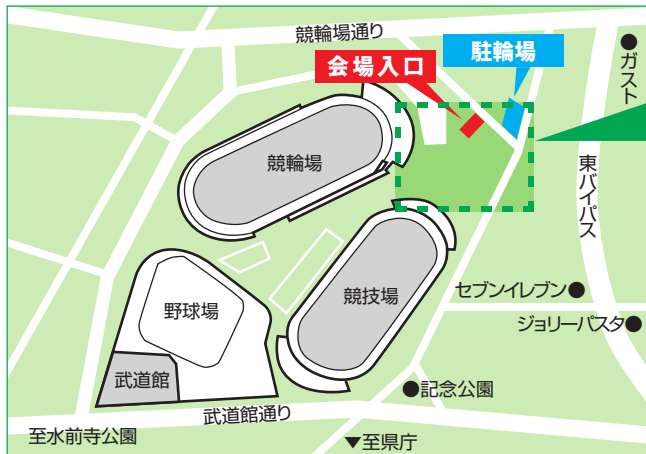 競輪場通り
会場入口
駐輪場
ガスト
競輪場
東バイパス
競技場
セブンイレブン
ジョリーパスタ
野球場
武道館
記念公園
武道館通り
至水前寺公園
▼至県庁